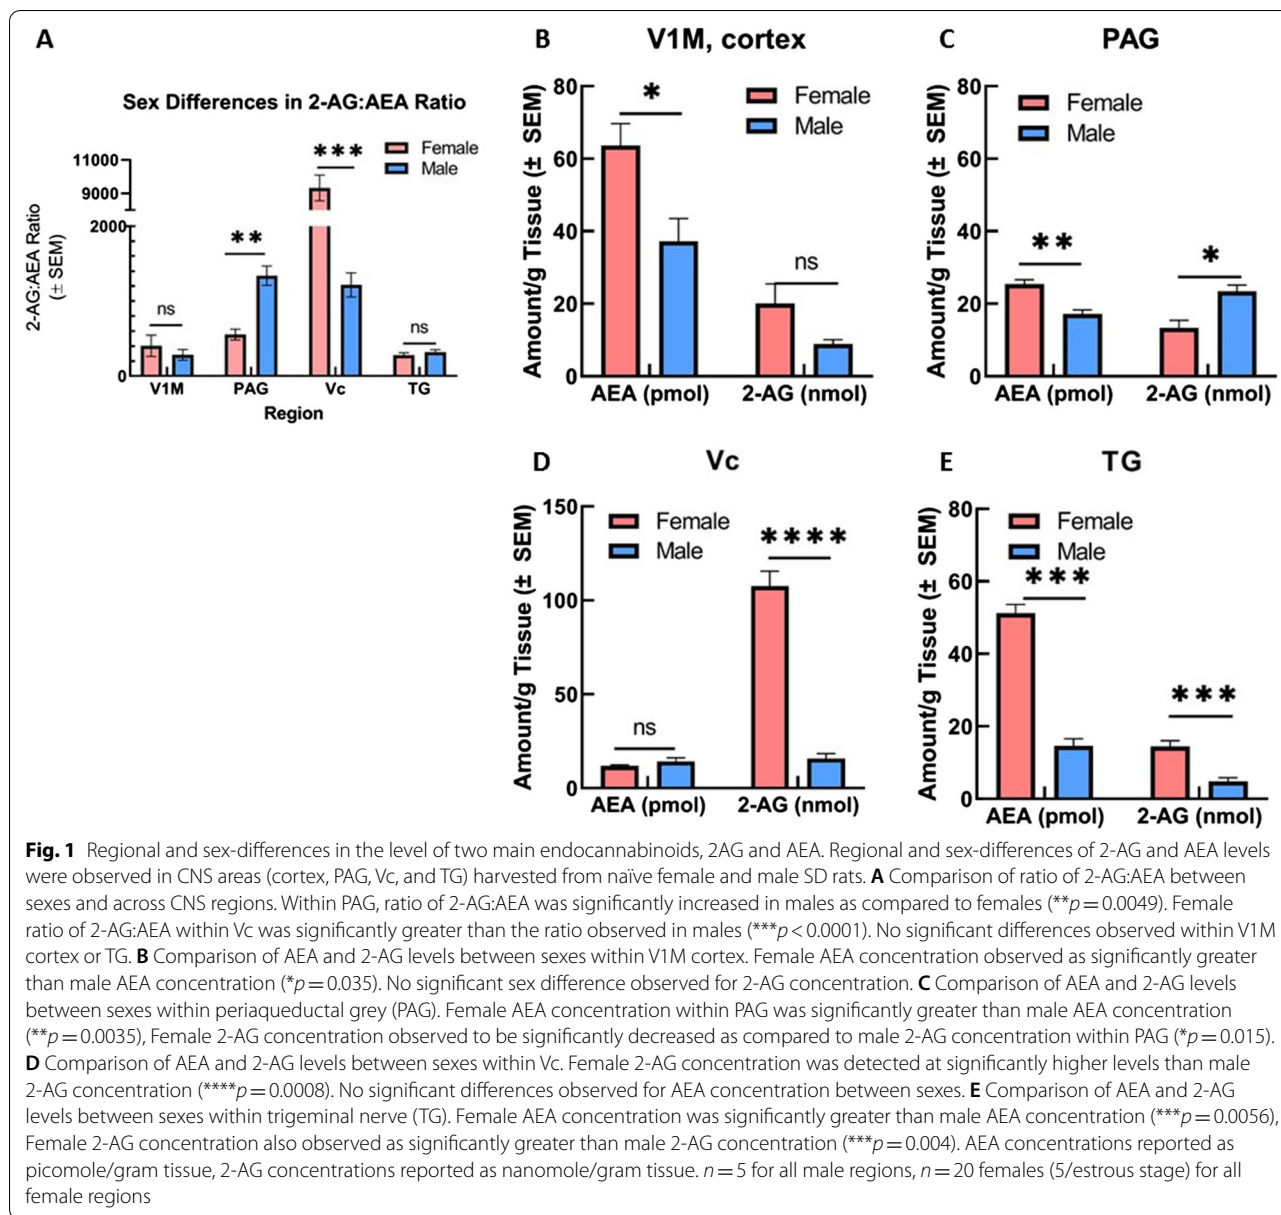 A
Sex Differences in 2-AG:AEA Ratio
2-AG:AEA Ratio
(± SEM)
11000
9000
2000
0
Female
Male
ns
**
***
ns
V1M
PAG
Vc
TG
Region
B
V1M, cortex
Amount/g Tissue (± SEM)
80
60
40
20
0
Female
Male
*
ns
AEA (pmol)
2-AG (nmol)
C
PAG
Amount/g Tissue (± SEM)
80
60
40
20
0
Female
Male
**
*
AEA (pmol)
2-AG (nmol)
D
Vc
Amount/g Tissue (± SEM)
150
100
50
0
Female
Male
ns
****
AEA (pmol)
2-AG (nmol)
E
TG
Amount/g Tissue (± SEM)
80
60
40
20
0
Female
Male
***
***
AEA (pmol)
2-AG (nmol)
Fig. 1 Regional and sex-differences in the level of two main endocannabinoids, 2AG and AEA. Regional and sex-differences of 2-AG and AEA levels
were observed in CNS areas (cortex, PAG, Vc, and TG) harvested from naïve female and male SD rats. A Comparison of ratio of 2-AG:AEA between
sexes and across CNS regions. Within PAG, ratio of 2-AG:AEA was significantly increased in males as compared to females (**p = 0.0049). Female
ratio of 2-AG:AEA within Vc was significantly greater than the ratio observed in males (***p < 0.0001). No significant differences observed within V1M
cortex or TG. B Comparison of AEA and 2-AG levels between sexes within V1M cortex. Female AEA concentration observed as significantly greater
than male AEA concentration (*p = 0.035). No significant sex difference observed for 2-AG concentration. C Comparison of AEA and 2-AG levels
between sexes within periaqueductal grey (PAG). Female AEA concentration within PAG was significantly greater than male AEA concentration
(**p = 0.0035), Female 2-AG concentration observed to be significantly decreased as compared to male 2-AG concentration within PAG (*p = 0.015).
D Comparison of AEA and 2-AG levels between sexes within Vc. Female 2-AG concentration was detected at significantly higher levels than male
2-AG concentration (****p = 0.0008). No significant differences observed for AEA concentration between sexes. E Comparison of AEA and 2-AG
levels between sexes within trigeminal nerve (TG). Female AEA concentration was significantly greater than male AEA concentration (***p = 0.0056),
Female 2-AG concentration also observed as significantly greater than male 2-AG concentration (***p = 0.004). AEA concentrations reported as
picomole/gram tissue, 2-AG concentrations reported as nanomole/gram tissue. n = 5 for all male regions, n = 20 females (5/estrous stage) for all
female regions